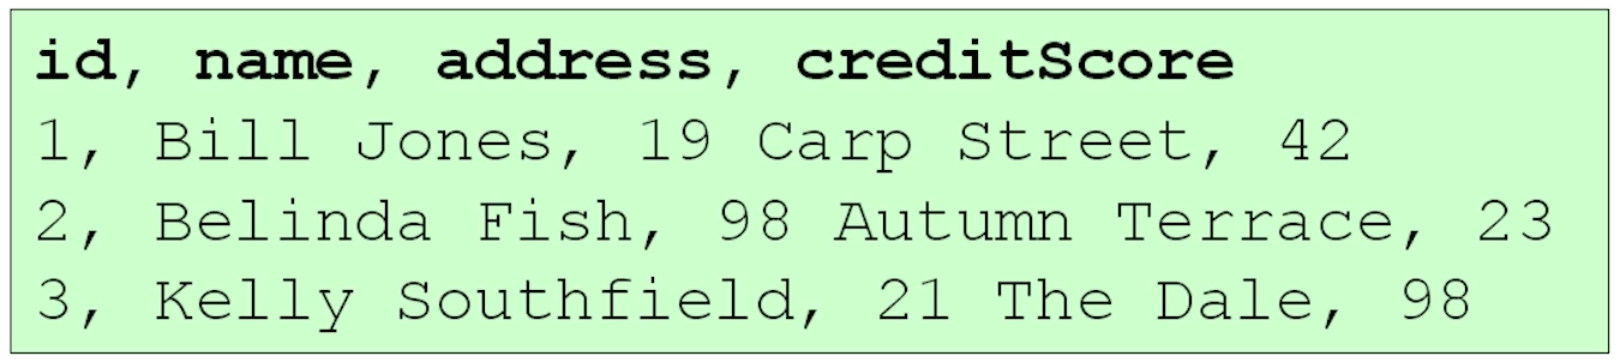 id, name, address, creditScore
1, Bill Jones, 19 Carp Street, 42
2, Belinda Fish, 98 Autumn Terrace, 23
3, Kelly Southfield, 21 The Dale, 98